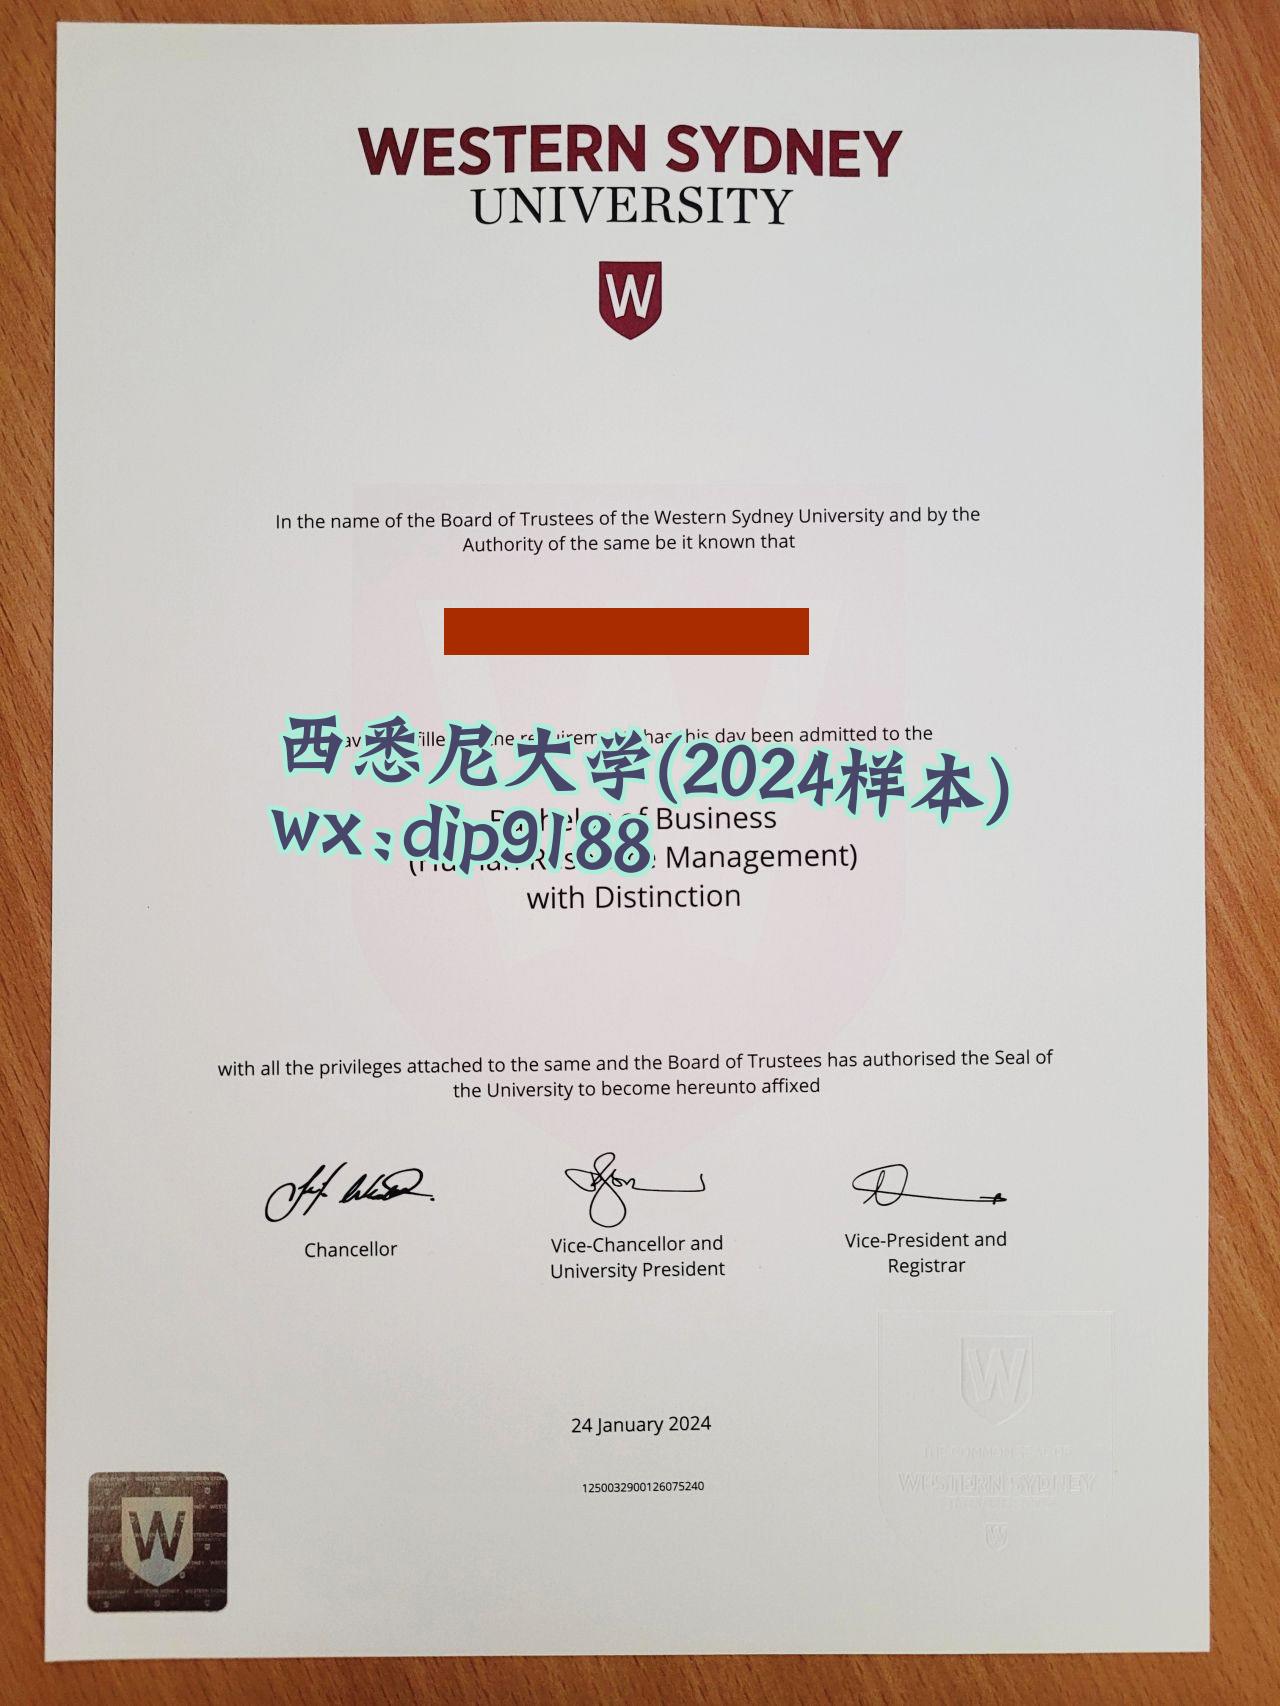 WESTERN SYDNEY
UNIVERSITY
W
In the name of the Board of Trustees of the Western Sydney University and by the
Authority of the same be it known that
day been admitted to the
西悉尼大学(2024样本)
wx:dip9188
of Business
Management)
with Distinction
with all the privileges attached to the same and the Board of Trustees has authorised the Seal of
the University to become hereunto affixed
Chancellor
Vice-Chancellor and
University President
Vice-President and
Registrar
24 January 2024
1250032900126075240
W
W
WESTERN SYDNEY